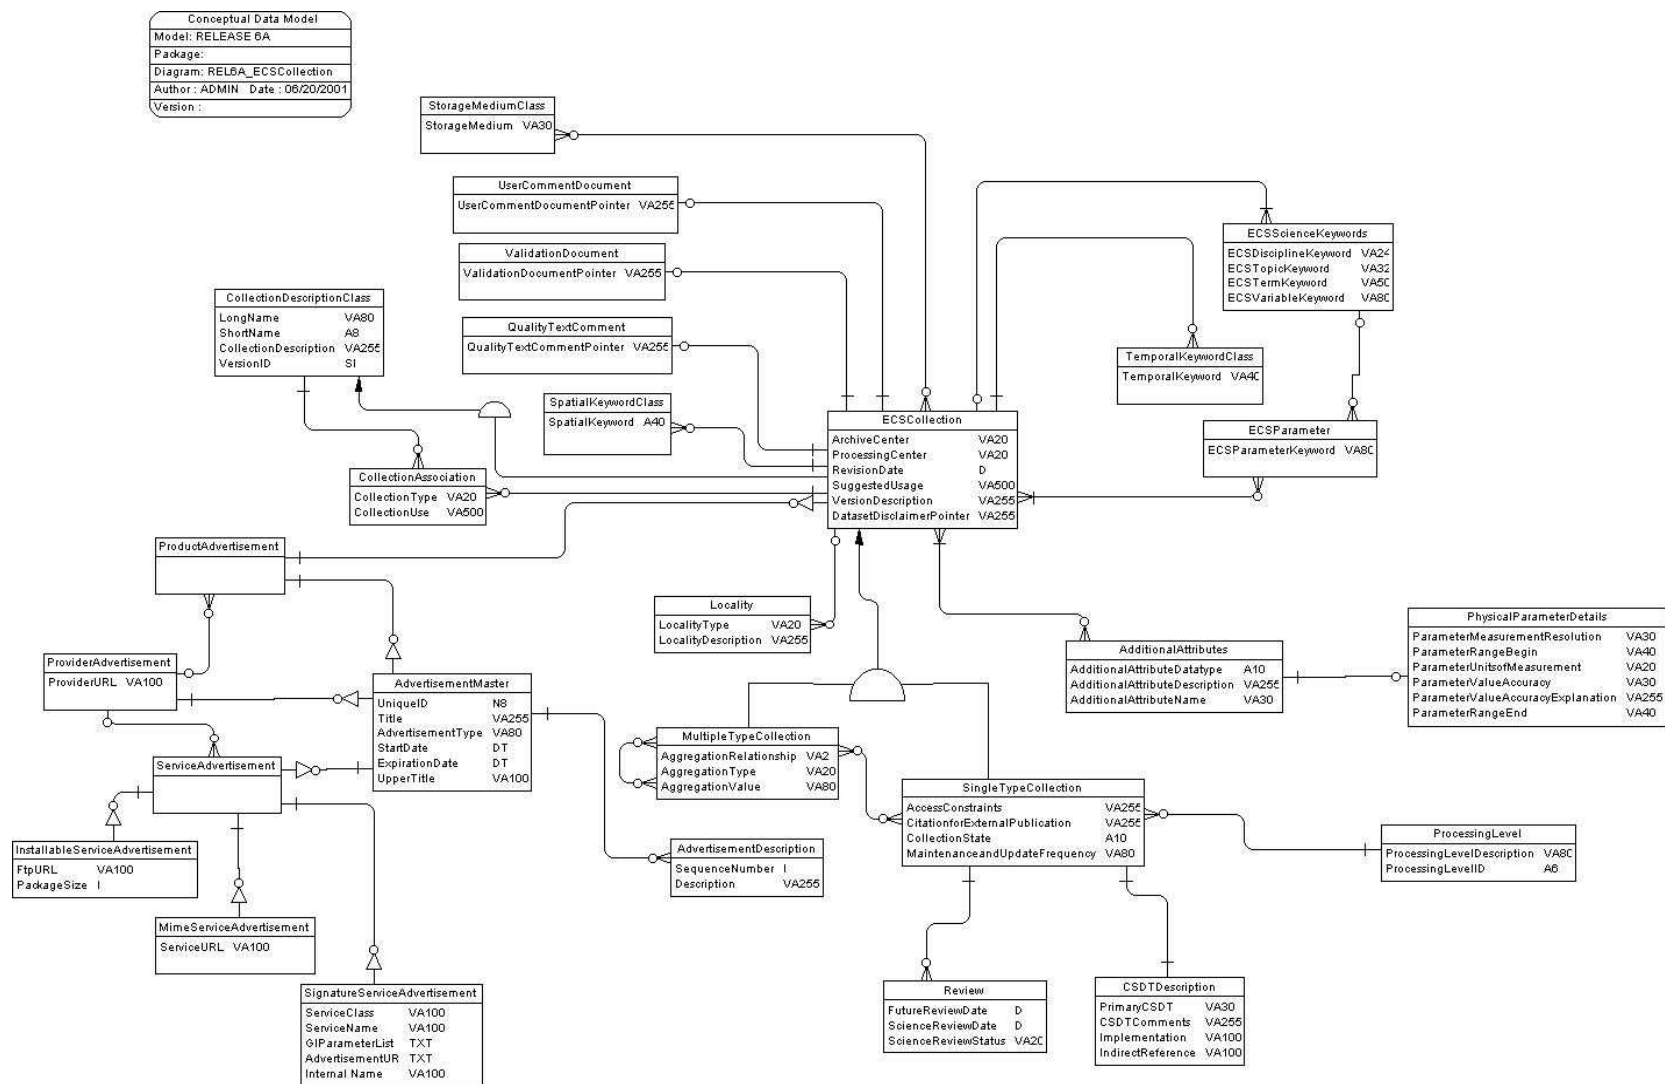 Conceptual Data Model
Model: RELEASE 6A
Package:
Diagram: REL6A_ECSCollection
Author : ADMIN Date : 06/20/2001
Version :
StorageMediumClass
StorageMedium VA30
UserCommentDocument
UserCommentDocumentPointer VA255
ValidationDocument
ValidationDocumentPointer VA255
QualityTextComment
QualityTextCommentPointer VA255
SpatialKeywordClass
SpatialKeyword A40
CollectionDescriptionClass
LongName VA80
ShortName A8
CollectionDescription VA255
VersionID SI
CollectionAssociation
CollectionType VA20
CollectionUse VA500
ECSScienceKeywords
ECSDisciplineKeyword VA24
ECSTopicKeyword VA32
ECSTermKeyword VA50
ECSVariableKeyword VA80
TemporalKeywordClass
TemporalKeyword VA40
ECSParameter
ECSParameterKeyword VA80
ECSCollection
ArchiveCenter VA20
ProcessingCenter VA20
RevisionDate D
SuggestedUsage VA500
VersionDescription VA255
DatasetDisclaimerPointer VA255
ProductAdvertisement
ProviderAdvertisement
ProviderURL VA100
AdvertisementMaster
UniqueID N8
Title VA255
AdvertisementType VA80
StartDate DT
ExpirationDate DT
UpperTitle VA100
ServiceAdvertisement
InstallableServiceAdvertisement
FtpURL VA100
PackageSize I
MimeServiceAdvertisement
ServiceURL VA100
SignatureServiceAdvertisement
ServiceClass VA100
ServiceName VA100
GIParameterList TXT
AdvertisementUR TXT
Internal Name VA100
Locality
LocalityType VA20
LocalityDescription VA255
MultipleTypeCollection
AggregationRelationship VA2
AggregationType VA20
AggregationValue VA80
AdvertisementDescription
SequenceNumber I
Description VA255
AdditionalAttributes
AdditionalAttributeDatatype A10
AdditionalAttributeDescription VA255
AdditionalAttributeName VA30
PhysicalParameterDetails
ParameterMeasurementResolution VA30
ParameterRangeBegin VA40
ParameterUnitsofMeasurement VA20
ParameterValueAccuracy VA30
ParameterValueAccuracyExplanation VA255
ParameterRangeEnd VA40
SingleTypeCollection
AccessConstraints VA255
CitationforExternalPublication VA255
CollectionState A10
MaintenanceandUpdateFrequency VA80
ProcessingLevel
ProcessingLevelDescription VA80
ProcessingLevelID A6
Review
FutureReviewDate D
ScienceReviewDate D
ScienceReviewStatus VA20
CSDTDescription
PrimaryCSDT VA30
CSDTComments VA255
Implementation VA100
IndirectReference VA100